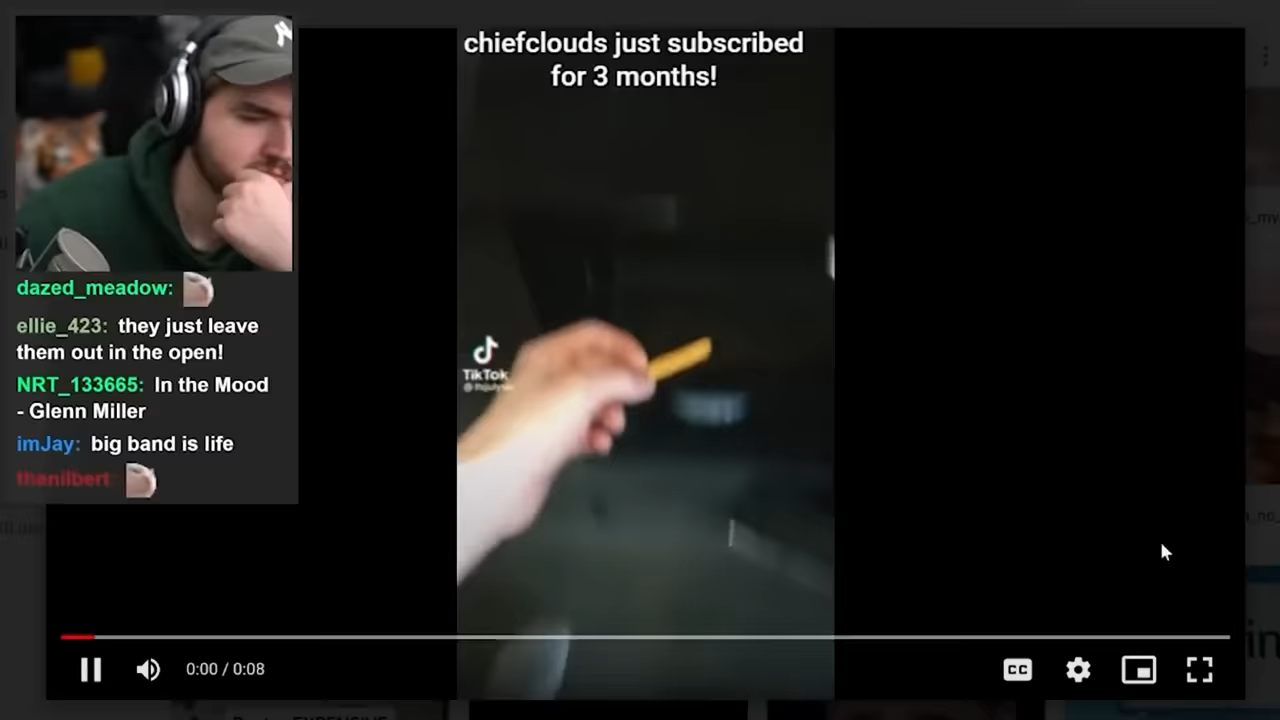 chiefclouds just subscribed
for 3 months!
dazed_meadow:
ellie_423: they just leave
them out in the open!
NRT_133665: In the Mood
- Glenn Miller
imJay: big band is life
thenilbert:
TikTok
0:00 / 0:08
CC